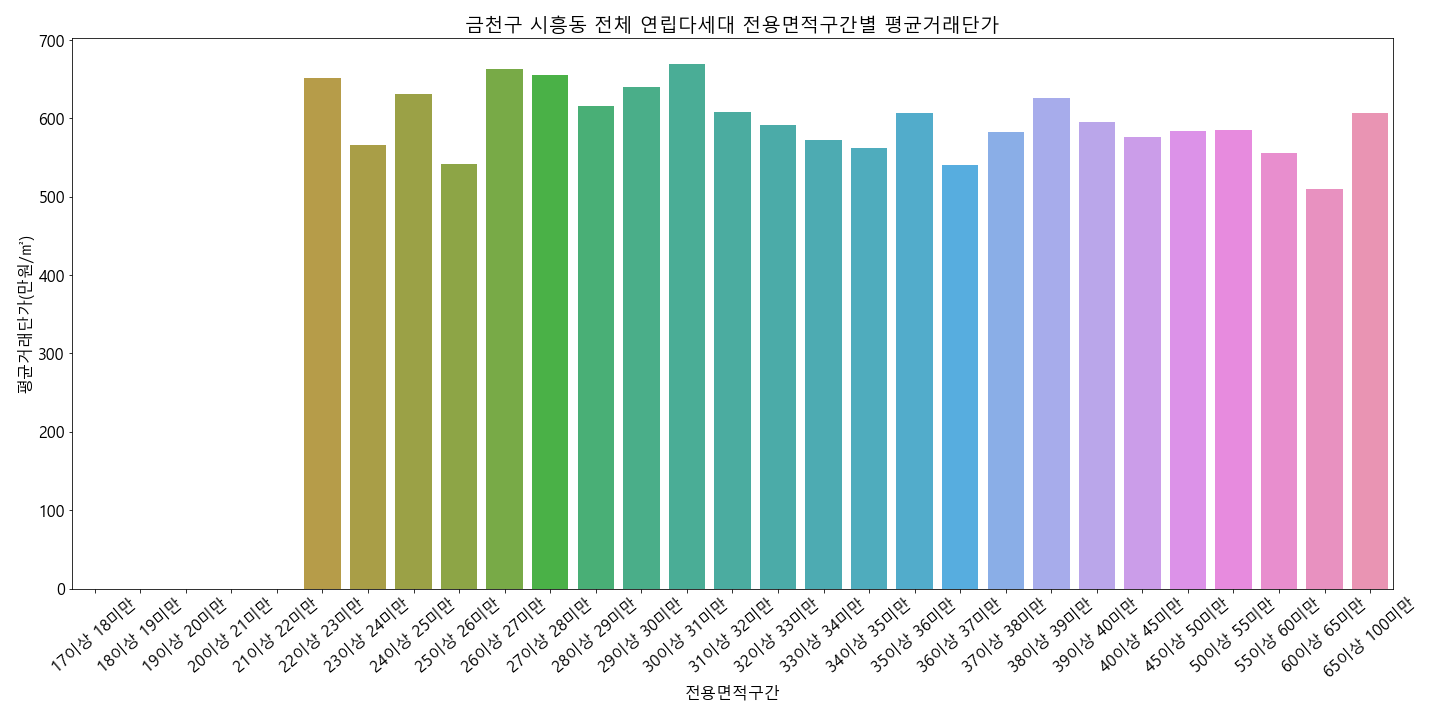 금천구 시흥동 전체 연립다세대 전용면적구간별 평균거래단가
평균거래단가(만원/㎡)
700
600
500
400
300
200
100
0
17이상 18미만
18이상 19미만
19이상 20미만
20이상 21미만
21이상 22미만
22이상 23미만
23이상 24미만
24이상 25미만
25이상 26미만
26이상 27미만
27이상 28미만
28이상 29미만
29이상 30미만
30이상 31미만
31이상 32미만
32이상 33미만
33이상 34미만
34이상 35미만
35이상 36미만
36이상 37미만
37이상 38미만
38이상 39미만
39이상 40미만
40이상 45미만
45이상 50미만
50이상 55미만
55이상 60미만
60이상 65미만
65이상 100미만
전용면적구간